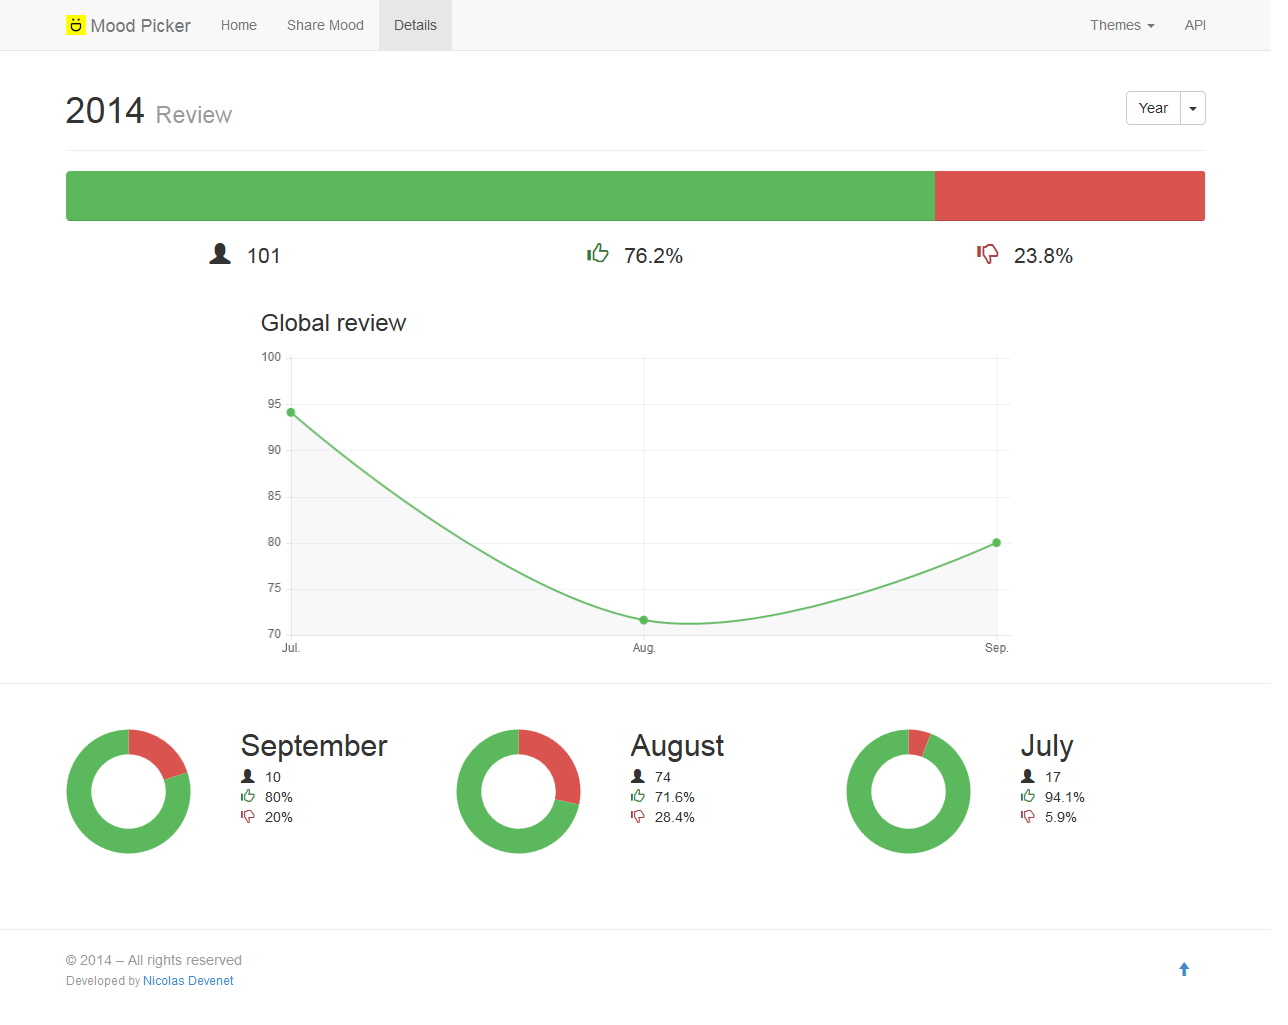 Mood Picker Home Share Mood Details Themes API
2014 Review Year
101 76.2% 23.8%
Global review
100
95
90
85
80
75
70
Jul. Aug. Sep.
September
10
80%
20%
August
74
71.6%
28.4%
July
17
94.1%
5.9%
© 2014 – All rights reserved
Developed by Nicolas Devenet